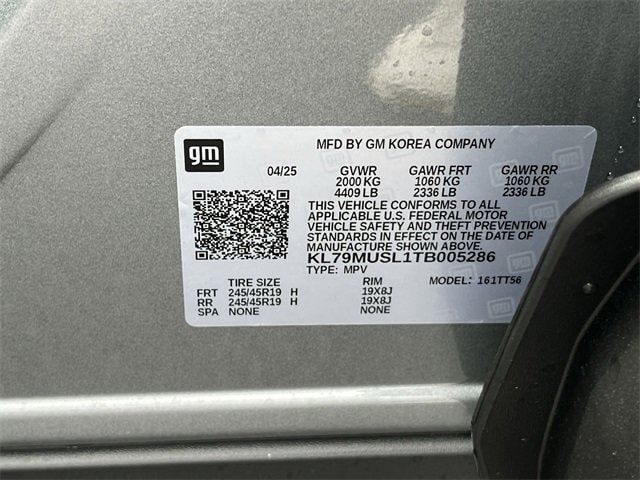 gm
MFD BY GM KOREA COMPANY
04/25 GVWR GAWR FRT GAWR RR
2000 KG 1060 KG 1060 KG
4409 LB 2336 LB 2336 LB
THIS VEHICLE CONFORMS TO ALL
APPLICABLE U.S. FEDERAL MOTOR
VEHICLE SAFETY AND THEFT PREVENTION
STANDARDS IN EFFECT ON THE DATE OF
MANUFACTURE SHOWN ABOVE.
KL79MUSL1TB005286
TYPE: MPV MODEL: 161TT56
TIRE SIZE RIM
FRT 245/45R19 H 19X8J
RR 245/45R19 H 19X8J
SPA NONE NONE